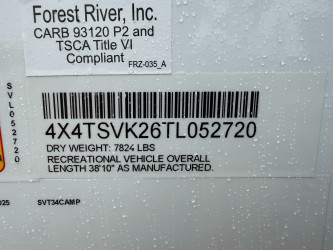 Forest River, Inc.
CARB 93120 P2 and
TSCA Title VI
Compliant
FRZ-035_A
SVL052720
4X4TSVK26TL052720
DRY WEIGHT: 7824 LBS
RECREATIONAL VEHICLE OVERALL
LENGTH 38'10" AS MANUFACTURED.
025
SVT34CAMP